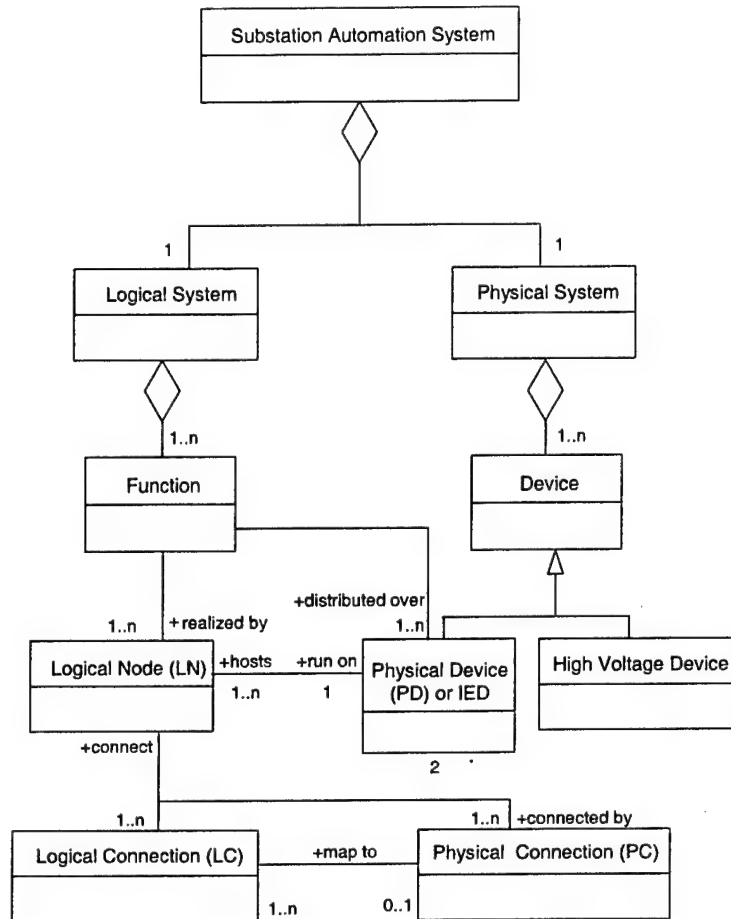 Substation Automation System
1
1
Logical System
Physical System
1..n
1..n
Function
Device
+distributed over
+realized by
1..n
1..n
Logical Node (LN)
+hosts
+run on
Physical Device
(PD) or IED
High Voltage Device
1..n
1
+connect
2
1..n
1..n
+connected by
Logical Connection (LC)
+map to
Physical Connection (PC)
1..n
0..1